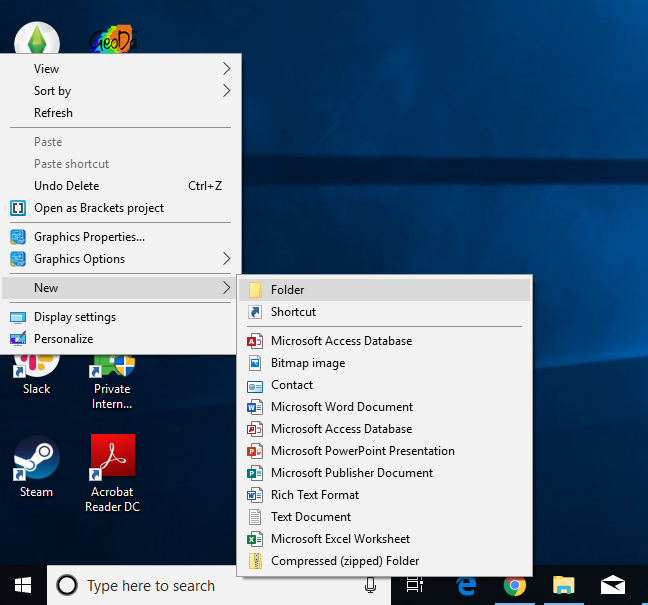 GeoDa
View
Sort by
Refresh
Paste
Paste shortcut
Undo Delete Ctrl+Z
Open as Brackets project
Graphics Properties...
Graphics Options
New
Display settings
Personalize
Folder
Shortcut
Microsoft Access Database
Bitmap image
Contact
Microsoft Word Document
Microsoft Access Database
Microsoft PowerPoint Presentation
Microsoft Publisher Document
Rich Text Format
Text Document
Microsoft Excel Worksheet
Compressed (zipped) Folder
Slack
Private
Intern...
Steam
Acrobat
Reader DC
Type here to search